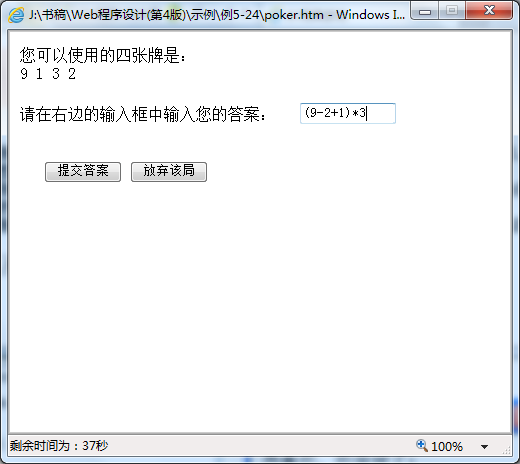 J:\书稿\Web程序设计(第4版)\示例\例5-24\poker.htm - Windows I...
您可以使用的四张牌是：
9 1 3 2
请在右边的输入框中输入您的答案： (9-2+1)*3
提交答案 放弃该局
剩余时间为：37秒 100%